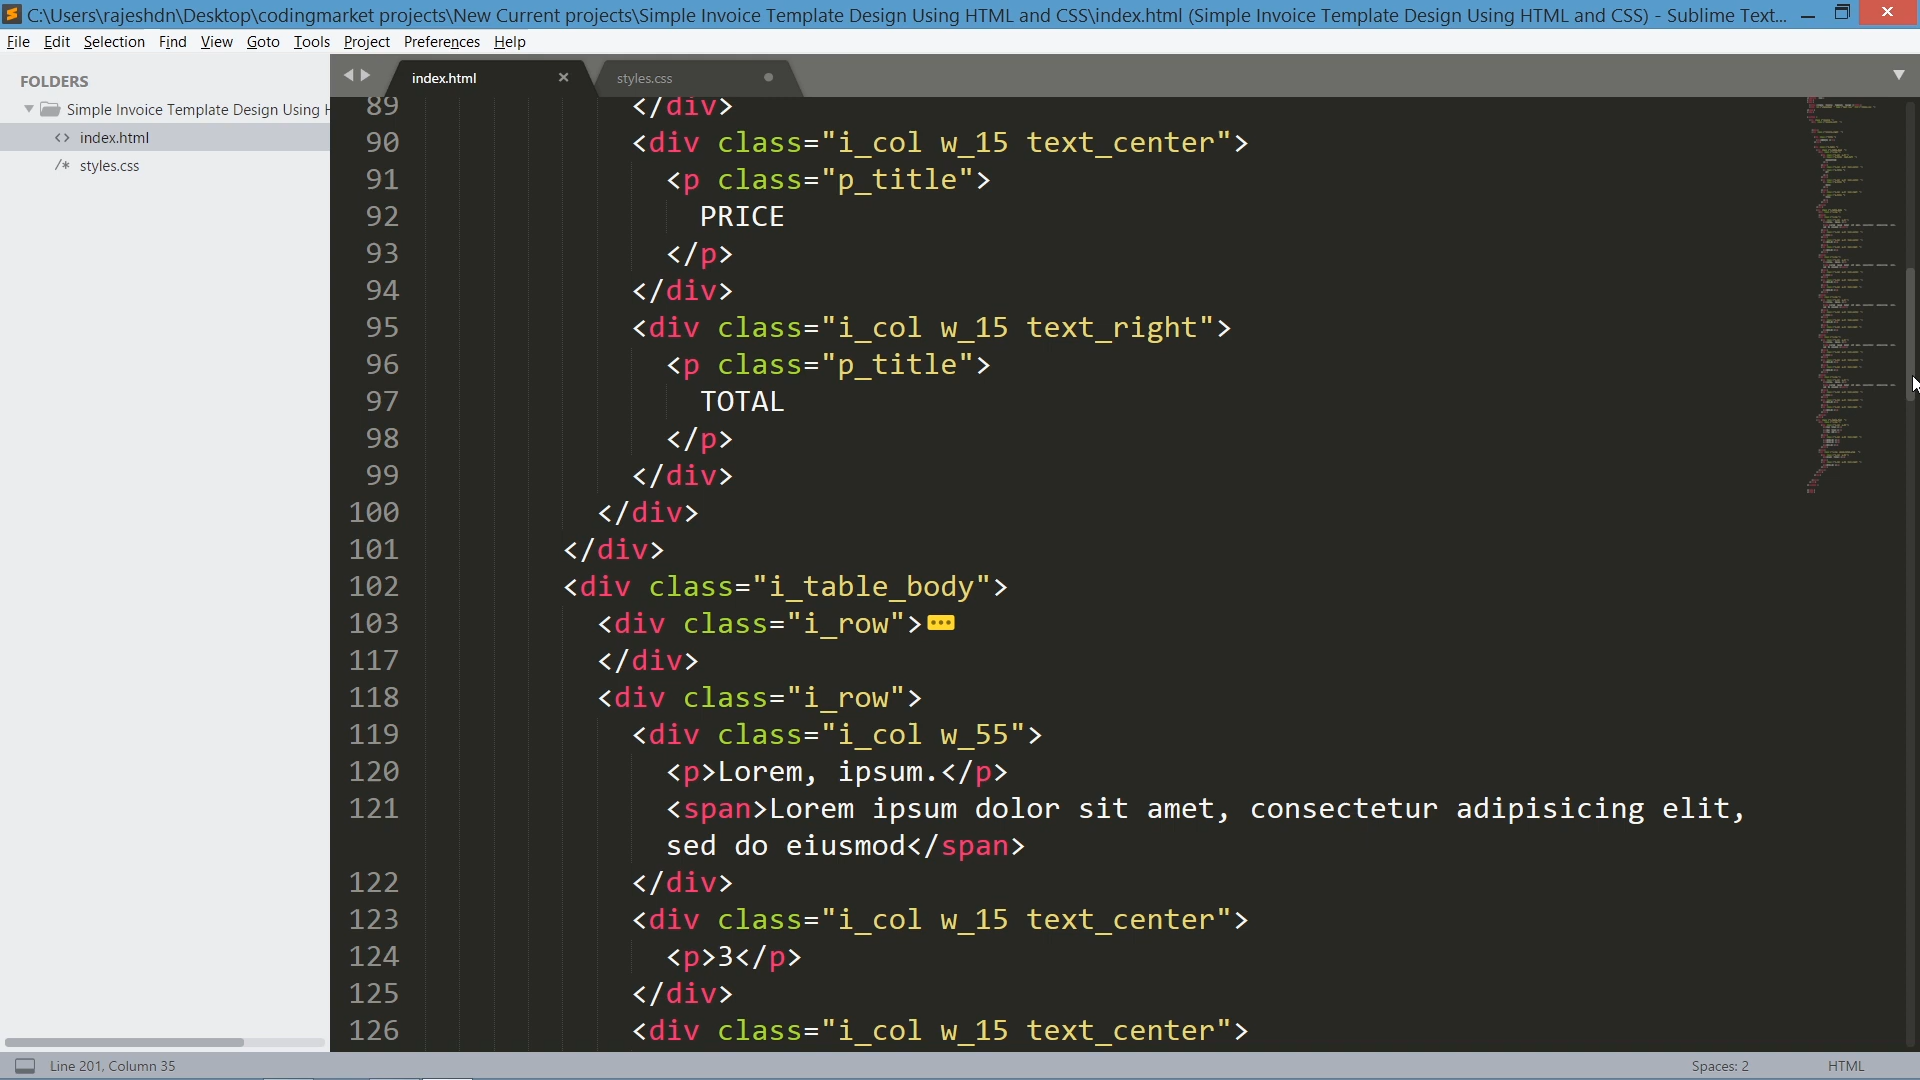 C:\Users\rajeshdn\Desktop\codingmarket projects\New Current projects\Simple Invoice Template Design Using HTML and CSS\index.html (Simple Invoice Template Design Using HTML and CSS) - Sublime Text...
File Edit Selection Find View Goto Tools Project Preferences Help
FOLDERS
Simple Invoice Template Design Using H
<> index.html
/* styles.css
index.html
styles.css
89 </div>
90 <div class="i_col w_15 text_center">
91 <p class="p_title">
92 PRICE
93 </p>
94 </div>
95 <div class="i_col w_15 text_right">
96 <p class="p_title">
97 TOTAL
98 </p>
99 </div>
100 </div>
101 </div>
102 <div class="i_table_body">
103 <div class="i_row">
117 </div>
118 <div class="i_row">
119 <div class="i_col w_55">
120 <p>Lorem, ipsum.</p>
121 <span>Lorem ipsum dolor sit amet, consectetur adipisicing elit,
sed do eiusmod</span>
122 </div>
123 <div class="i_col w_15 text_center">
124 <p>3</p>
125 </div>
126 <div class="i_col w_15 text_center">
Line 201, Column 35
Spaces: 2
HTML